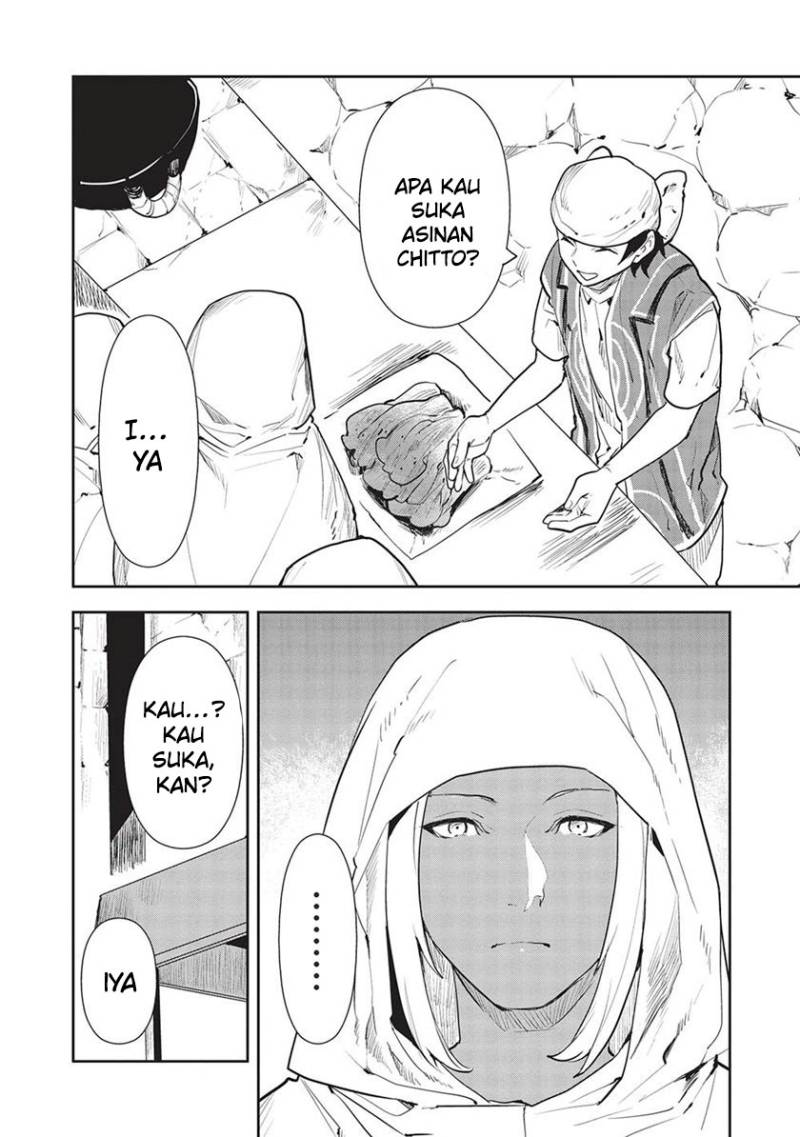 APA KAU
SUKA
ASINAN
CHITTO?
I...
YA
.........
KAU...?
KAU
SUKA,
KAN?
IYA